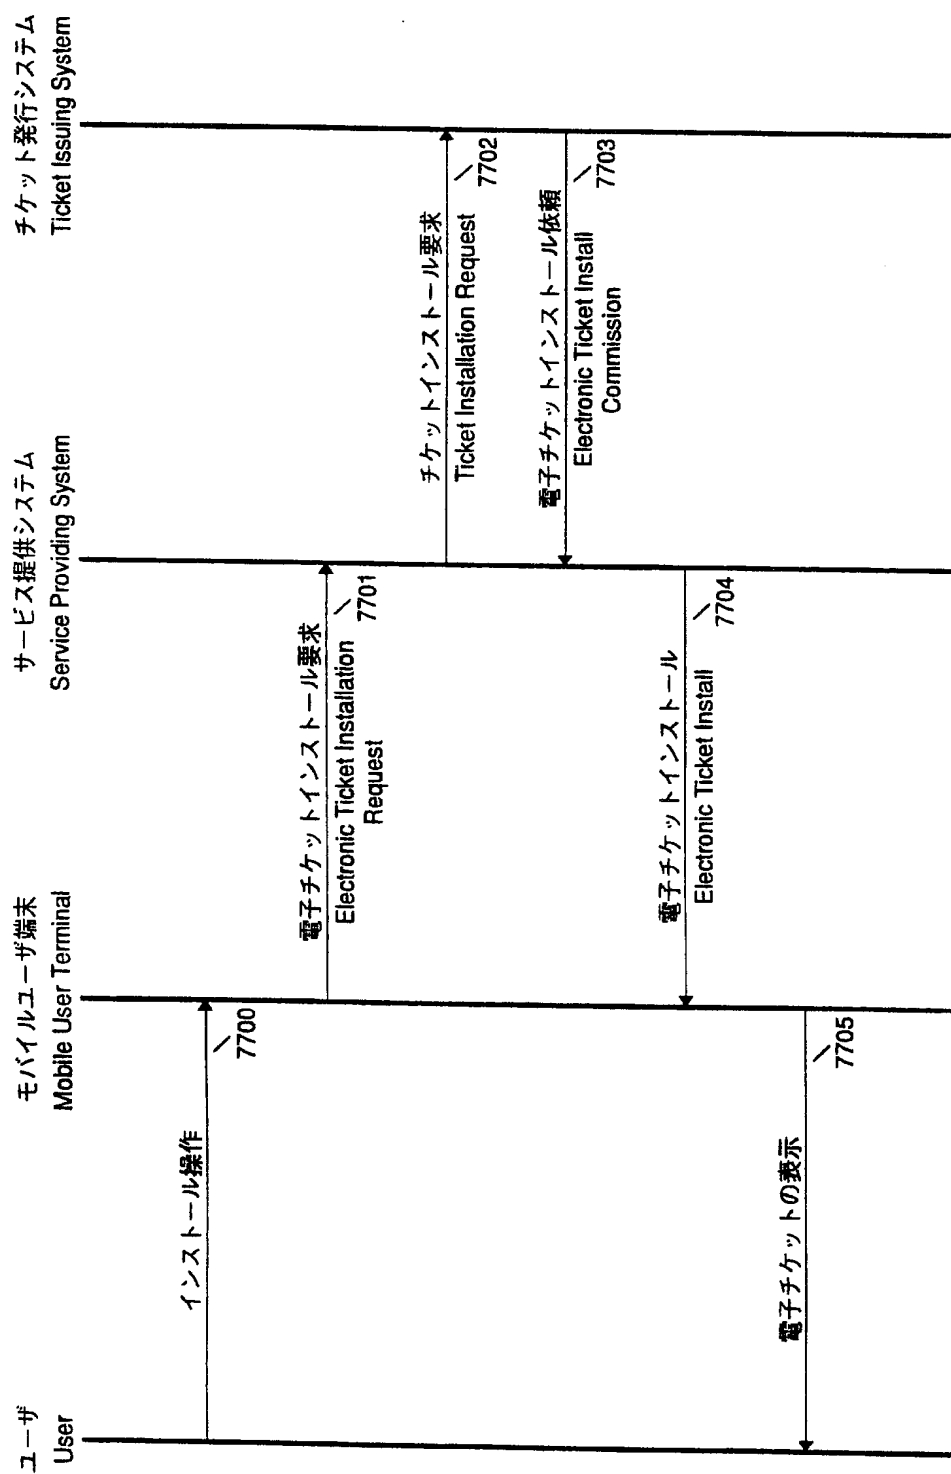 ユーザ
User
モバイルユーザ端末
Mobile User Terminal
サービス提供システム
Service Providing System
チケット発行システム
Ticket Issuing System
インストール操作
7700
電子チケットインストール要求
7701
Electronic Ticket Installation
Request
チケットインストール要求
7702
Ticket Installation Request
電子チケットインストール依頼
7703
Electronic Ticket Install
Commission
電子チケットインストール
7704
Electronic Ticket Install
電子チケットの表示
7705